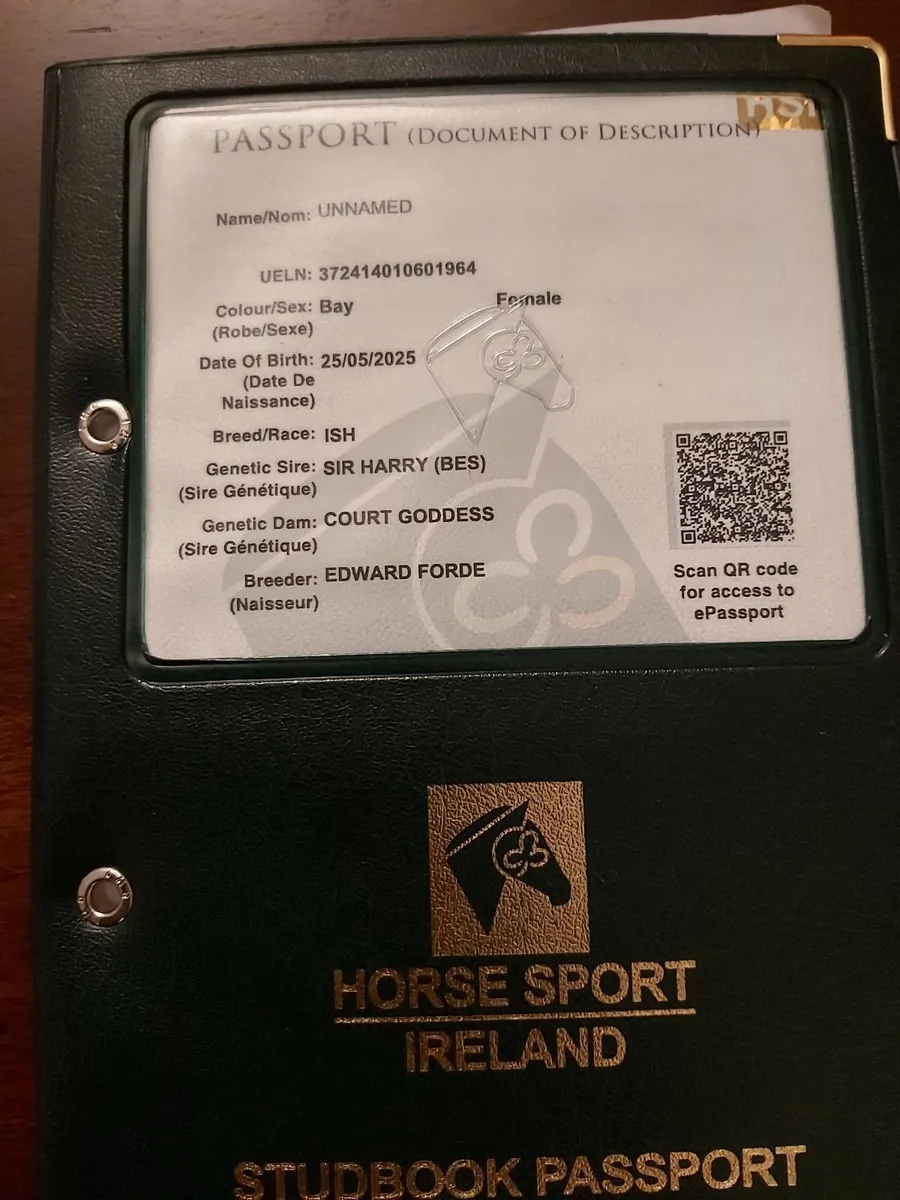 HSI
PASSPORT (DOCUMENT OF DESCRIPTION)
Name/Nom: UNNAMED
UELN: 372414010601964
Colour/Sex: Bay Female
(Robe/Sexe)
Date Of Birth: 25/05/2025
(Date De
Naissance)
Breed/Race: ISH
Genetic Sire: SIR HARRY (BES)
(Sire Génétique)
Genetic Dam: COURT GODDESS
(Sire Génétique)
Breeder: EDWARD FORDE
(Naisseur)
Scan QR code
for access to
ePassport
HORSE SPORT
IRELAND
STUDBOOK PASSPORT